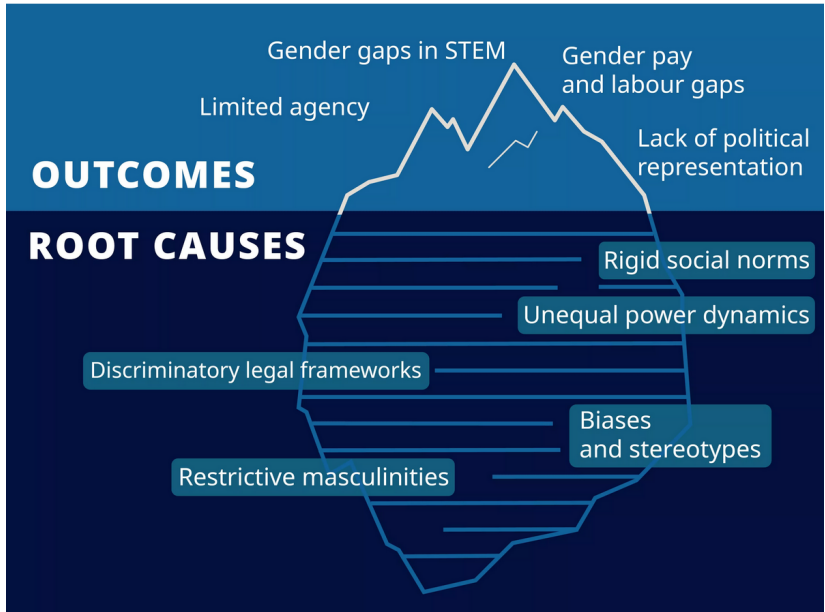 Gender gaps in STEM
Gender pay
and labour gaps
Limited agency
Lack of political
representation
OUTCOMES
ROOT CAUSES
Rigid social norms
Unequal power dynamics
Discriminatory legal frameworks
Biases
and stereotypes
Restrictive masculinities